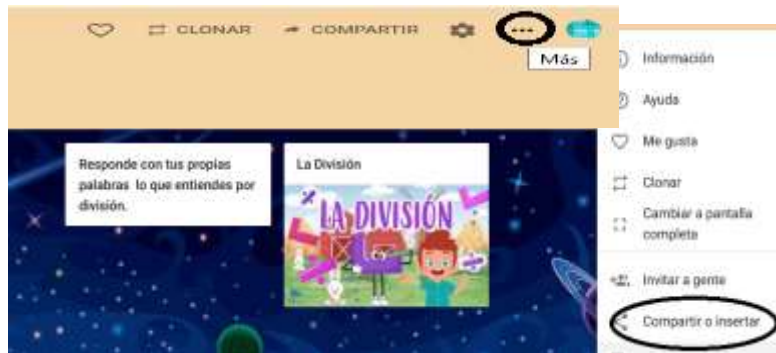 CLONAR
COMPARTIR
Más
Responde con tus propias
palabras lo que entiendes por
división.
La División
LA DIVISIÓN
Información
Ayuda
Me gusta
Clonar
Cambiar a pantalla
completa
Invitar a gente
Compartir o insertar